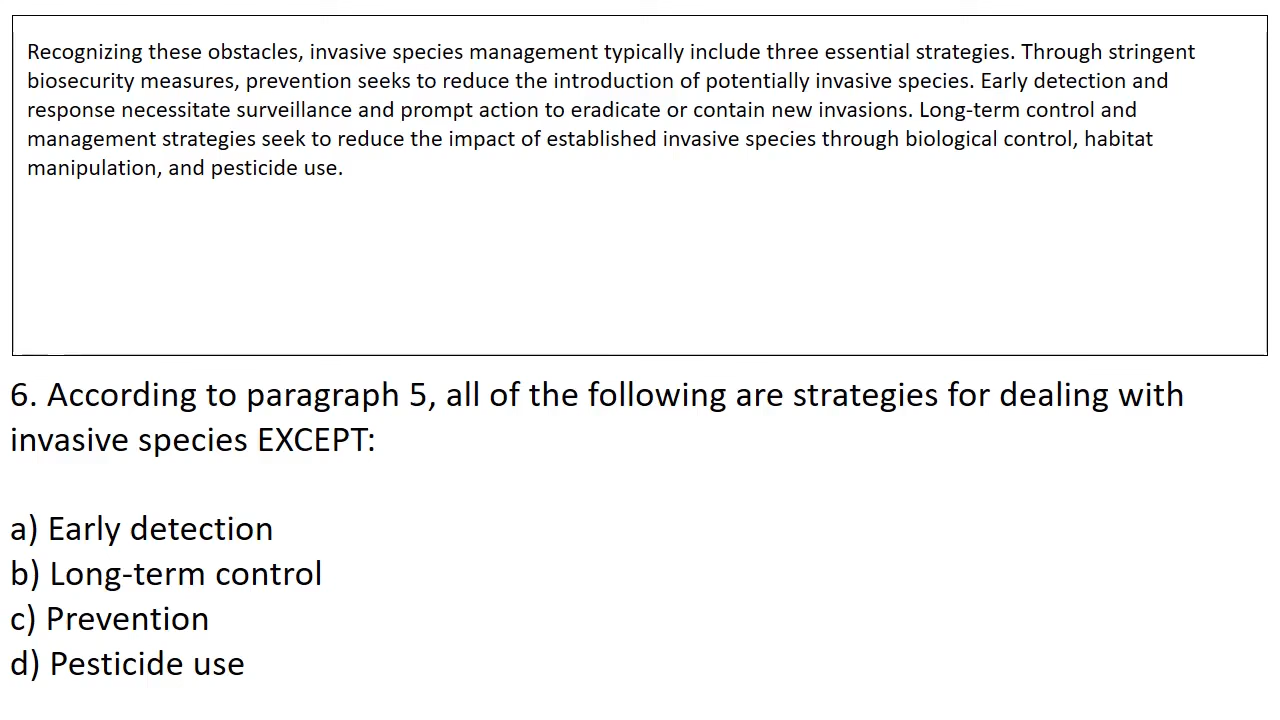 Recognizing these obstacles, invasive species management typically include three essential strategies. Through stringent
biosecurity measures, prevention seeks to reduce the introduction of potentially invasive species. Early detection and
response necessitate surveillance and prompt action to eradicate or contain new invasions. Long-term control and
management strategies seek to reduce the impact of established invasive species through biological control, habitat
manipulation, and pesticide use.
6. According to paragraph 5, all of the following are strategies for dealing with
invasive species EXCEPT:
a) Early detection
b) Long-term control
c) Prevention
d) Pesticide use